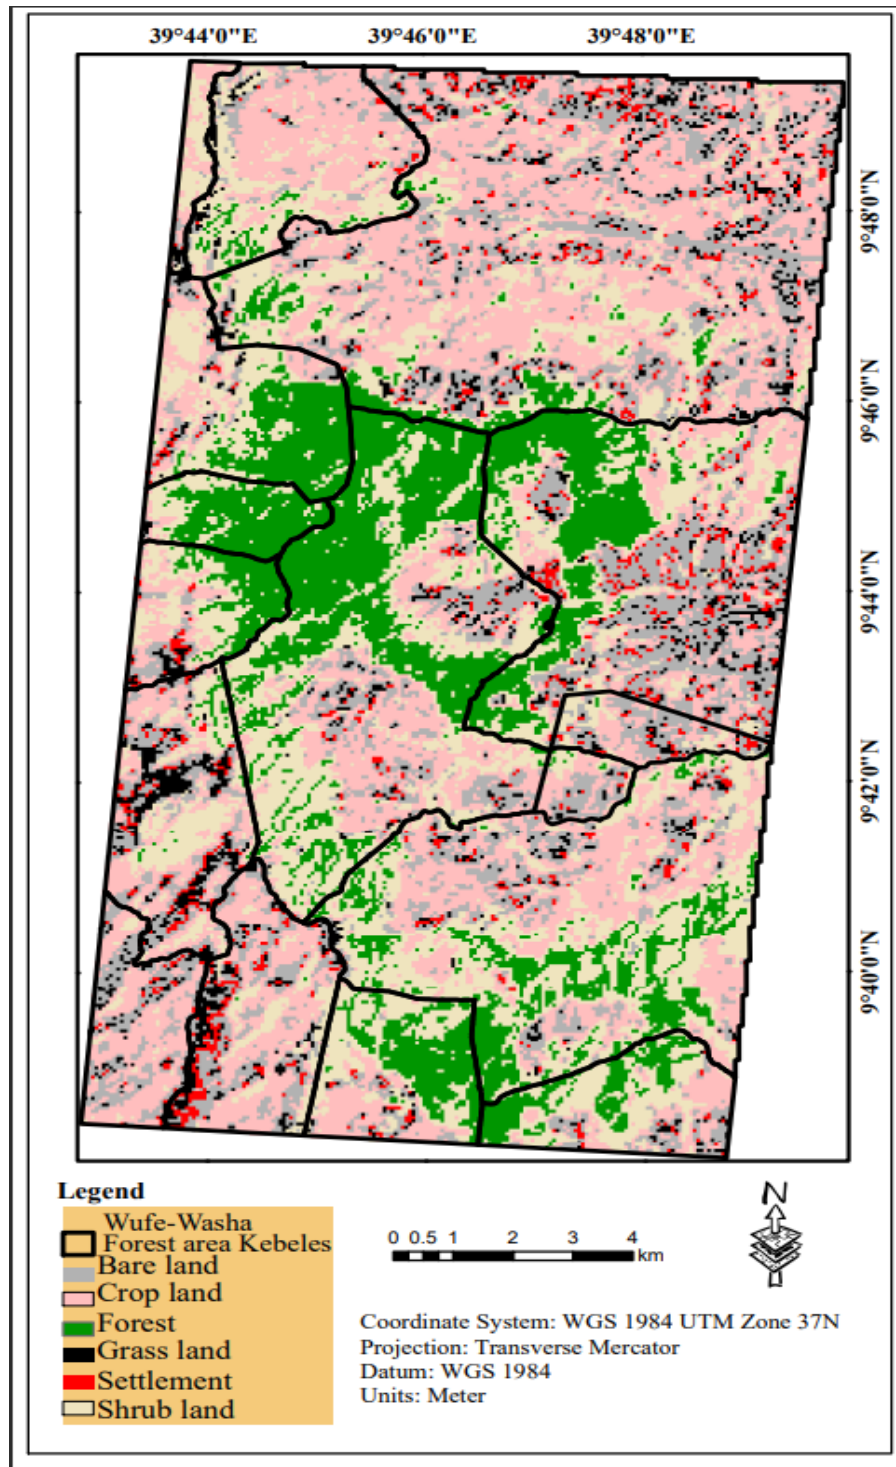 39°44'0"E 39°46'0"E 39°48'0"E
9°48'0"N
9°46'0"N
9°44'0"N
9°42'0"N
9°40'0"N
Legend
Wufe-Washa
Forest area Kebeles
Bare land
Crop land
Forest
Grass land
Settlement
Shrub land
0 0.5 1 2 3 4
km
N
Coordinate System: WGS 1984 UTM Zone 37N
Projection: Transverse Mercator
Datum: WGS 1984
Units: Meter